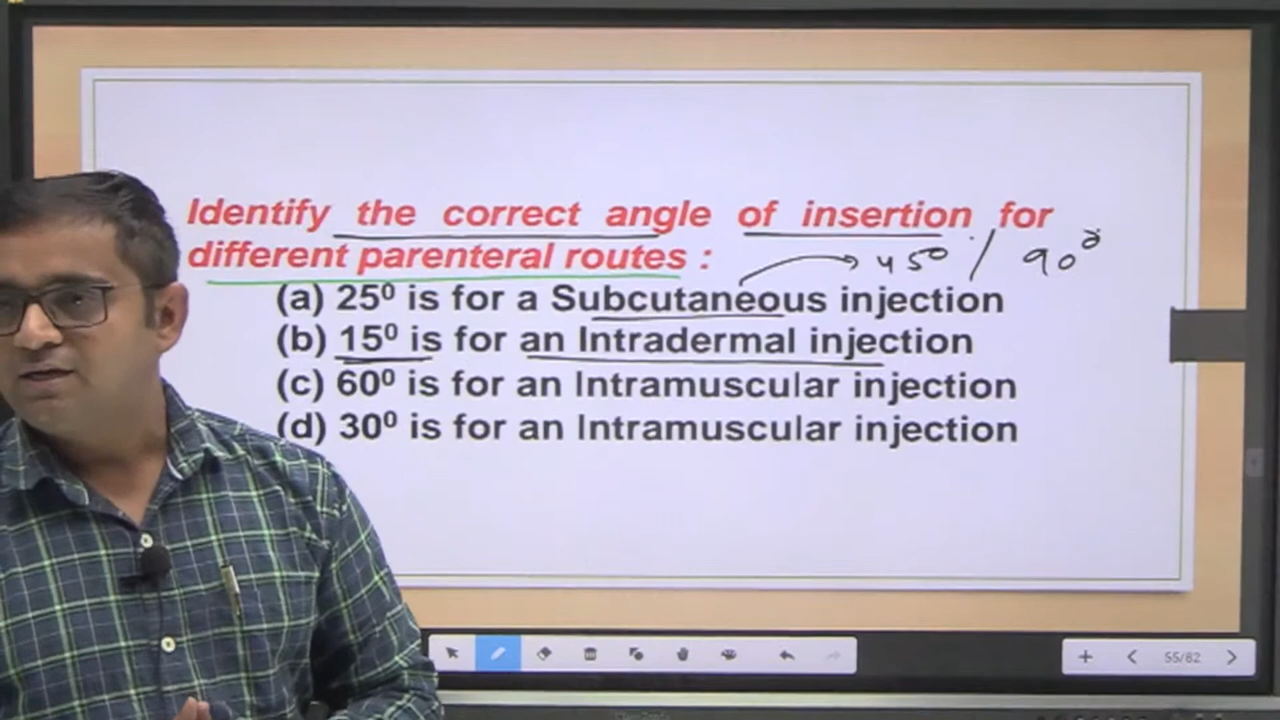 Identify the correct angle of insertion for
different parenteral routes :
45° / 90°
(a) 25⁰ is for a Subcutaneous injection
(b) 15⁰ is for an Intradermal injection
(c) 60⁰ is for an Intramuscular injection
(d) 30⁰ is for an Intramuscular injection
55/82